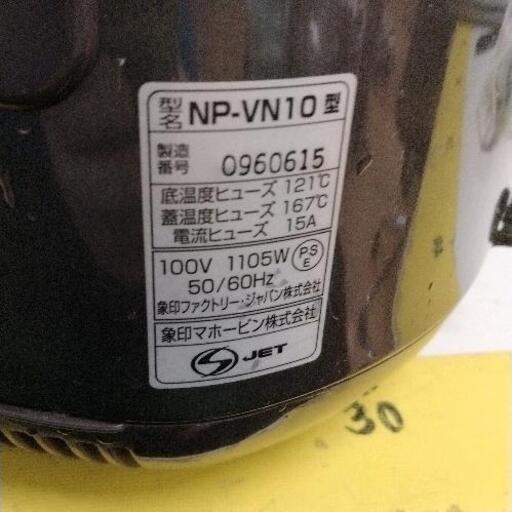 型名 NP-VN10 型
製造番号 0960615
底温度ヒューズ 121℃
蓋温度ヒューズ 167℃
電流ヒューズ 15A
100V 1105W PSE
50/60Hz
象印ファクトリー・ジャパン株式会社
象印マホービン株式会社
S JET
30